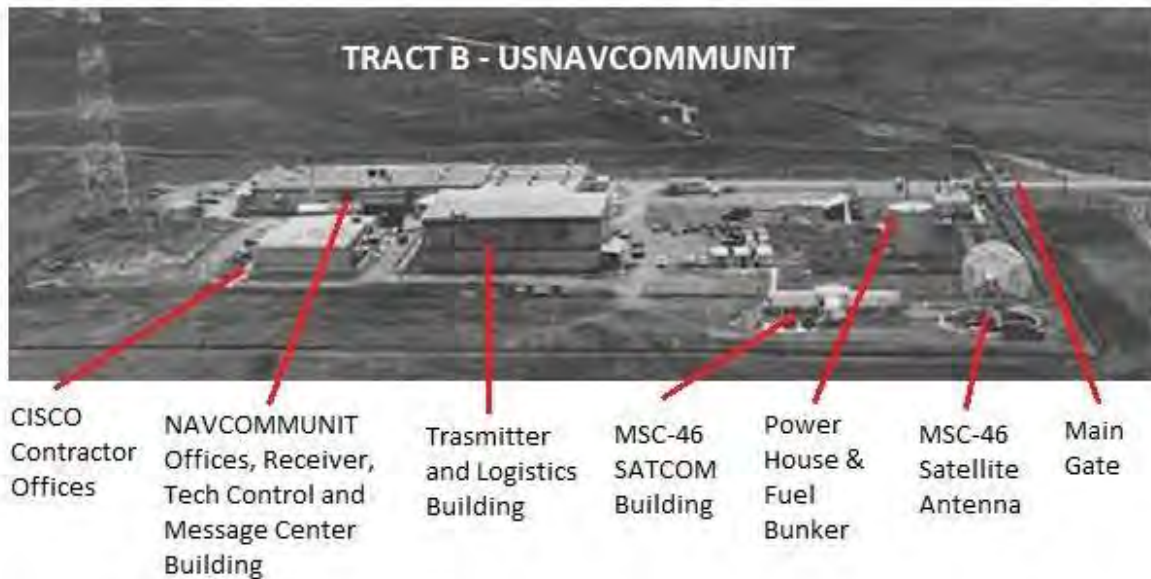 TRACT B - USNAVCOMMUNIT
CISCO
Contractor
Offices
NAVCOMMUNIT
Offices, Receiver,
Tech Control and
Message Center
Building
Trasmitter
and Logistics
Building
MSC-46
SATCOM
Building
Power
House &
Fuel
Bunker
MSC-46
Satellite
Antenna
Main
Gate